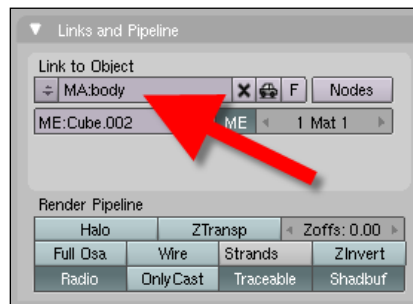 Links and Pipeline
Link to Object
MA:body F Nodes
ME:Cube.002 ME 1 Mat 1
Render Pipeline
Halo ZTransp Zoffs: 0.00
Full Osa Wire Strands ZInvert
Radio OnlyCast Traceable Shadbuf